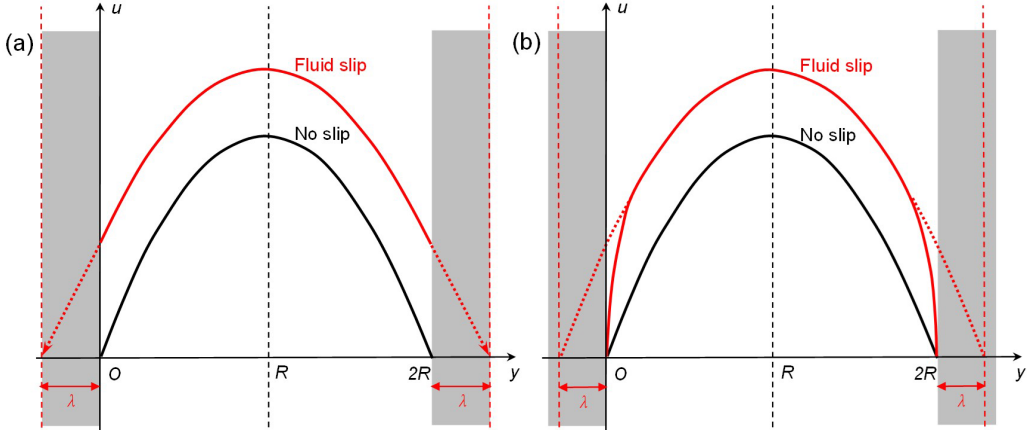 (a)
u
Fluid slip
No slip
O
R
2R
y
λ
λ
(b)
u
Fluid slip
No slip
O
R
2R
y
λ
λ